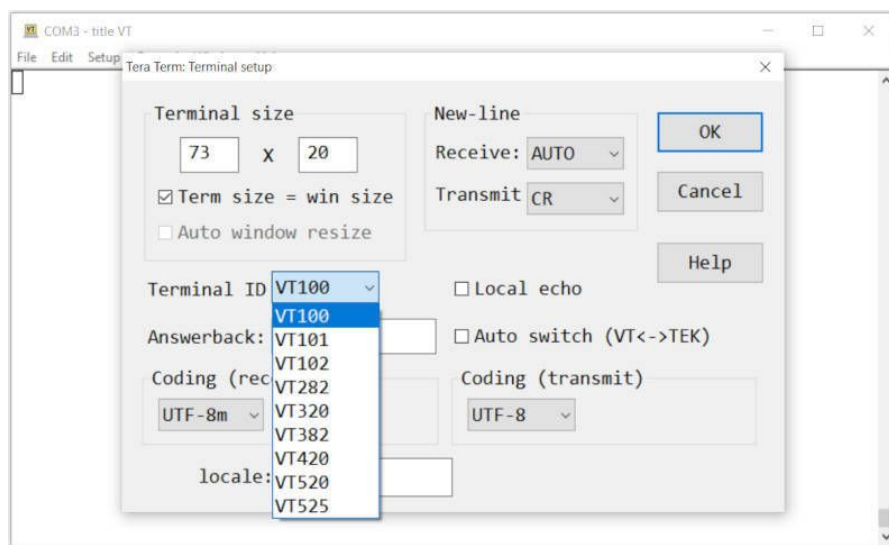 COM3 - title VT
File Edit Setup
Tera Term: Terminal setup
Terminal size
73 x 20
Term size = win size
Auto window resize
New-line
Receive: AUTO
Transmit CR
OK
Cancel
Help
Terminal ID VT100
VT100
VT101
VT102
VT282
VT320
VT382
VT420
VT520
VT525
Local echo
Answerback:
Auto switch (VT<->TEK)
Coding (rec
UTF-8m
Coding (transmit)
UTF-8
locale: